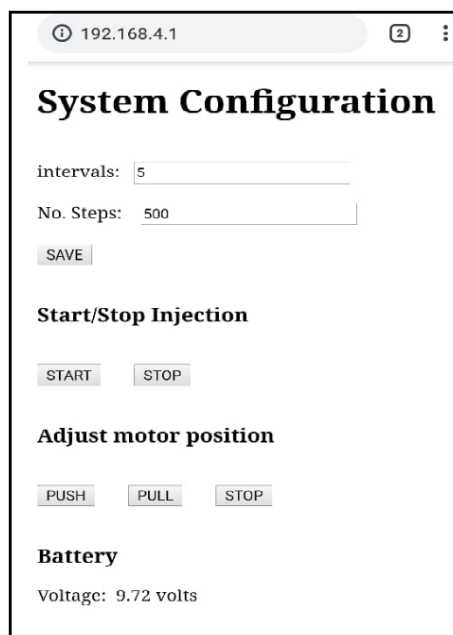 192.168.4.1 2
System Configuration
intervals: 5
No. Steps: 500
SAVE
Start/Stop Injection
START STOP
Adjust motor position
PUSH PULL STOP
Battery
Voltage: 9.72 volts